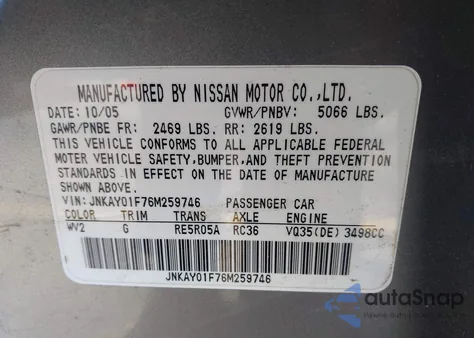 MANUFACTURED BY NISSAN MOTOR CO.,LTD.
DATE: 10/05 GVWR/PNBV: 5066 LBS.
GAWR/PNBE FR: 2469 LBS. RR: 2619 LBS.
THIS VEHICLE CONFORMS TO ALL APPLICABLE FEDERAL
MOTOR VEHICLE SAFETY,BUMPER,AND THEFT PREVENTION
STANDARDS IN EFFECT ON THE DATE OF MANUFACTURE
SHOWN ABOVE.
VIN: JNKAY01F76M259746 PASSENGER CAR
COLOR TRIM TRANS AXLE ENGINE
WV2 G RE5R05A RC36 VQ35(DE) 3498CC
JNKAY01F76M259746
autoSnap